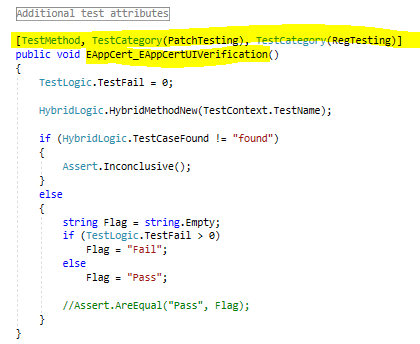 Additional test attributes
[TestMethod, TestCategory(PatchTesting), TestCategory(RegTesting)]
public void EAppCert_EAppCertUIVerification()
{
TestLogic.TestFail = 0;
HybridLogic.HybridMethodNew(TestContext.TestName);
if (HybridLogic.TestCaseFound != "found")
{
Assert.Inconclusive();
}
else
{
string Flag = string.Empty;
if (TestLogic.TestFail > 0)
Flag = "Fail";
else
Flag = "Pass";
//Assert.AreEqual("Pass", Flag);
}
}